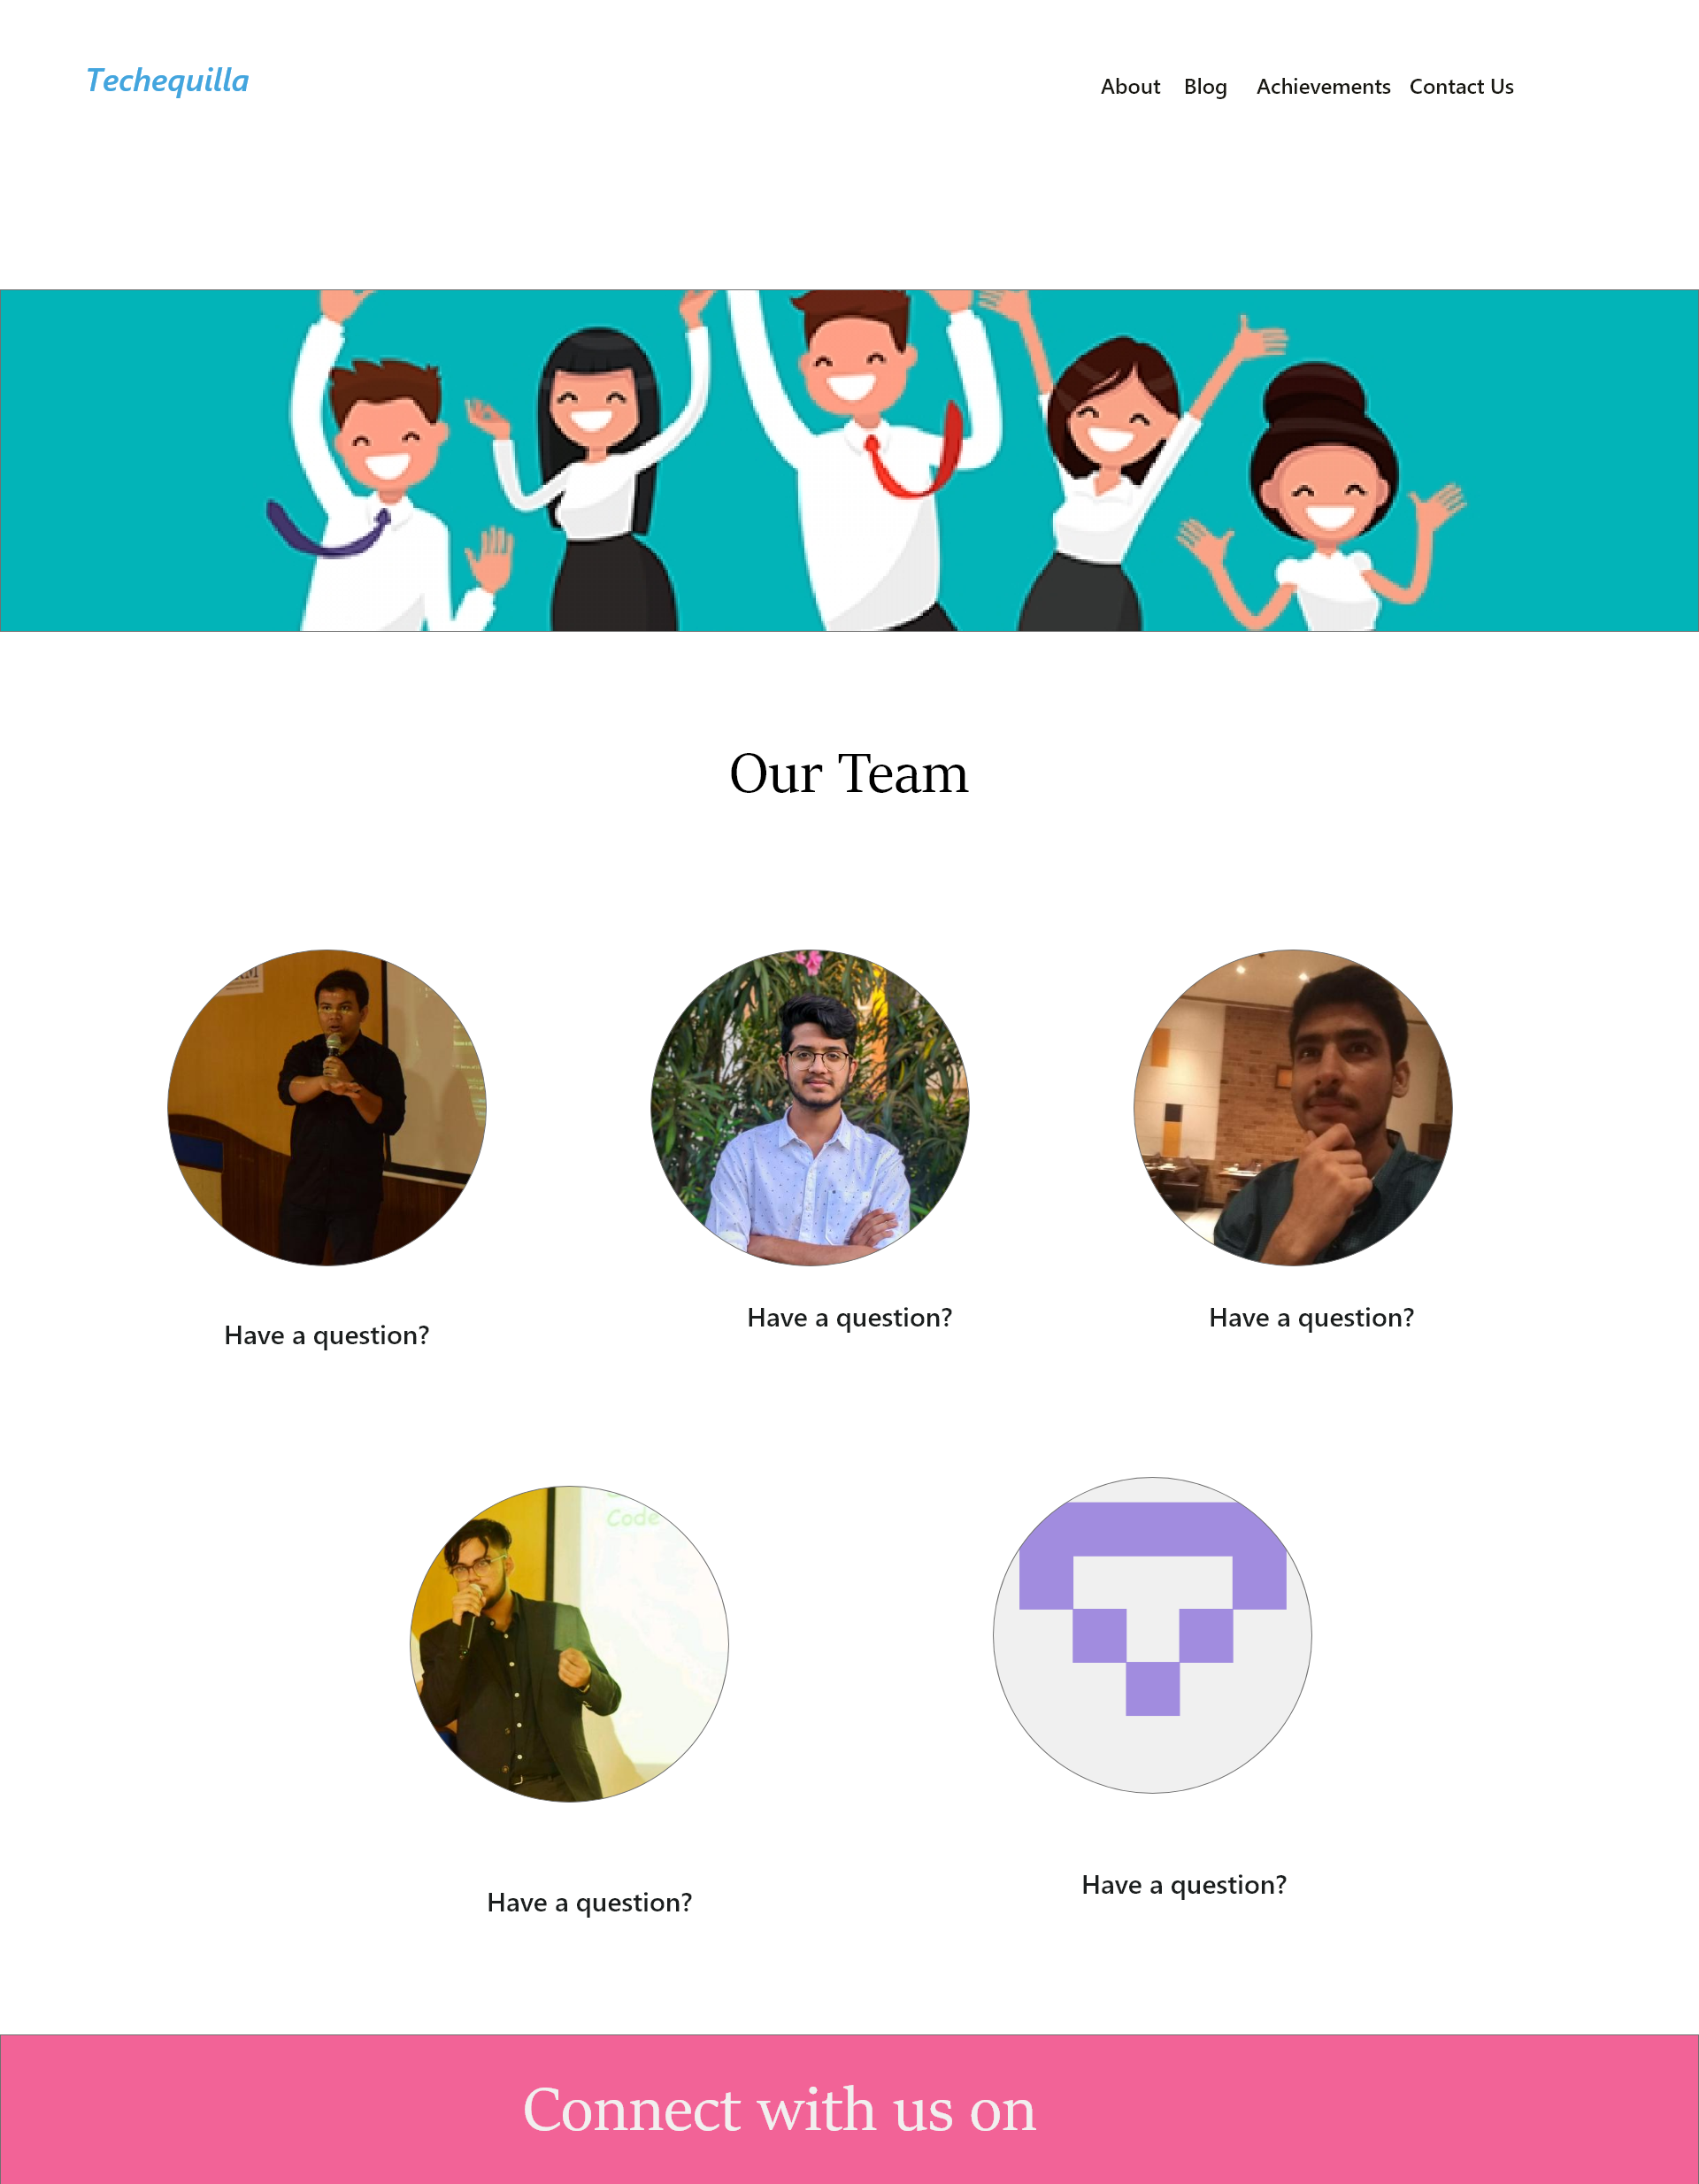 Techequilla
About Blog Achievements Contact Us
Our Team
Have a question?
Have a question?
Have a question?
Code
Have a question?
Have a question?
Connect with us on